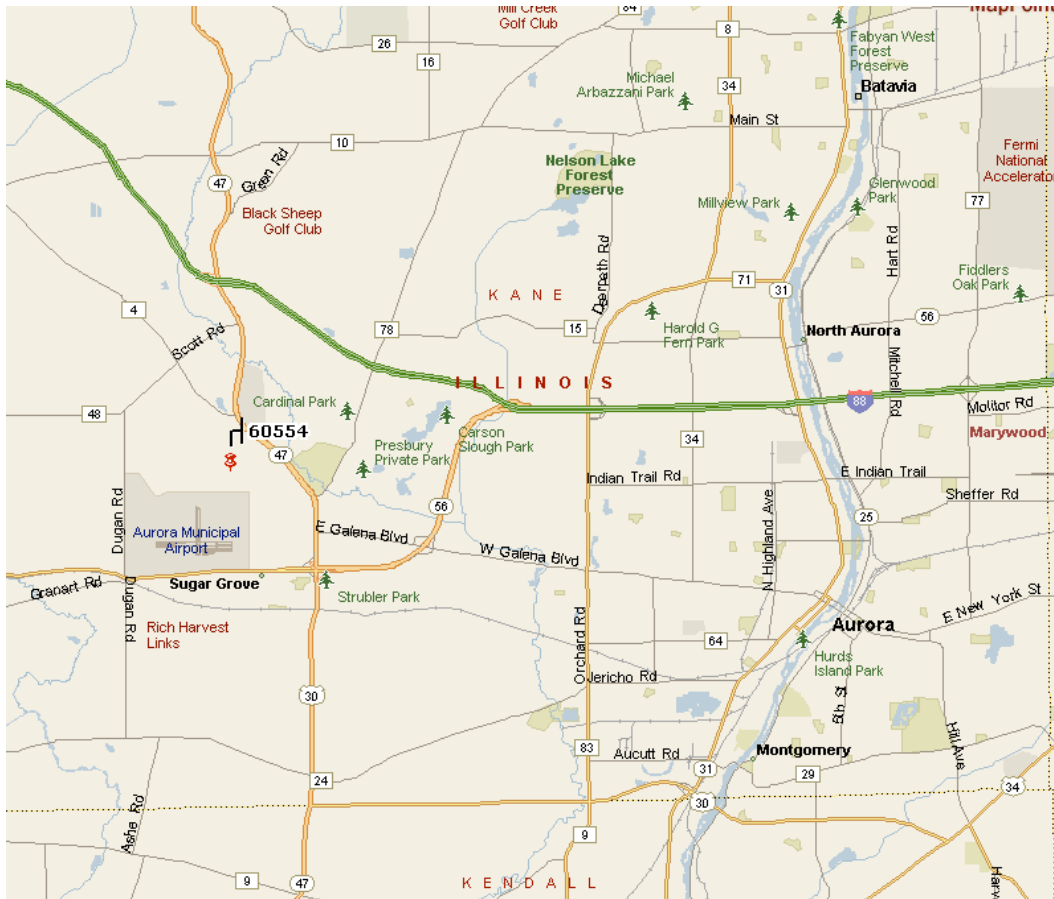 Mill Creek
Golf Club
84
MapPoint
26
16
8
Fabyan West
Forest
Preserve
Michael
Arbazzani Park
34
Batavia
Main St
10
Green Rd
47
Nelson Lake
Forest
Preserve
Fermi
National
Accelerator
Black Sheep
Golf Club
Millview Park
Glenwood
Park
77
Deerpath Rd
Hart Rd
71
31
Fiddlers
Oak Park
KANE
4
78
15
Harold G
Fern Park
North Aurora
56
Scott Rd
ILLINOIS
Mitchell Rd
88
48
Cardinal Park
Carson
Slough Park
Molitor Rd
60554
34
Marywood
47
Presbury
Private Park
Indian Trail Rd
E Indian Trail
Sheffer Rd
Dugan Rd
56
25
N Highland Ave
Aurora Municipal
Airport
E Galena Blvd
W Galena Blvd
Granart Rd
Sugar Grove
Dugan Rd
Strubler Park
E New York St
Rich Harvest
Links
Orchard Rd
64
Aurora
Hurds
Island Park
30
Jericho Rd
5th St
83
Aucutt Rd
Montgomery
Hill Ave
24
31
29
34
30
Ashe Rd
9
9
47
KENDALL